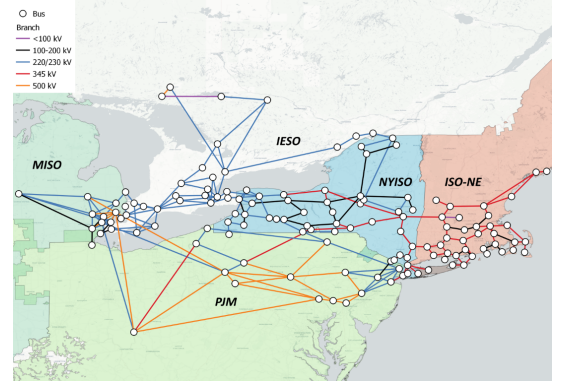 Bus
Branch
<100 kV
100-200 kV
220/230 kV
345 kV
500 kV
IESO
MISO
NYISO
ISO-NE
PJM